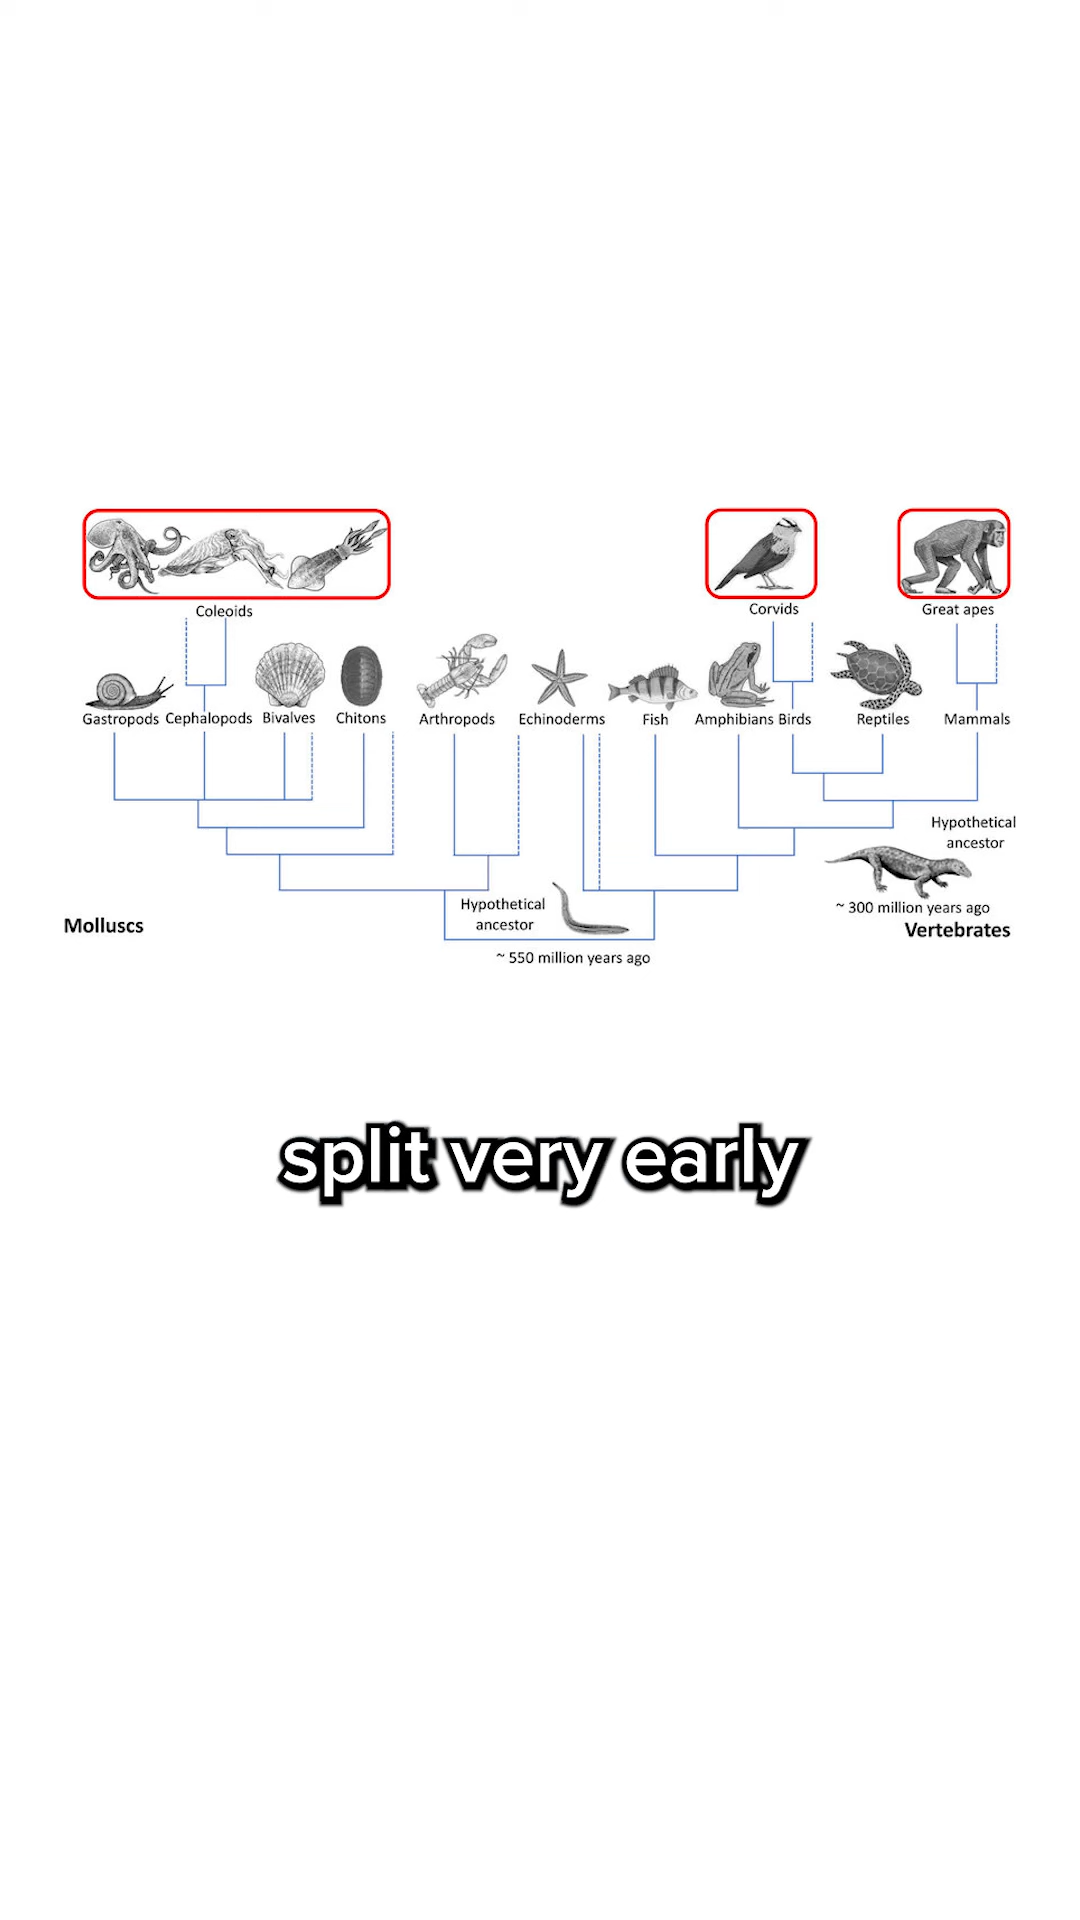 Coleoids
Corvids
Great apes
Gastropods Cephalopods Bivalves Chitons Arthropods Echinoderms Fish Amphibians Birds Reptiles Mammals
Hypothetical
ancestor
~ 300 million years ago
Hypothetical
ancestor
Molluscs
Vertebrates
~ 550 million years ago
split very early